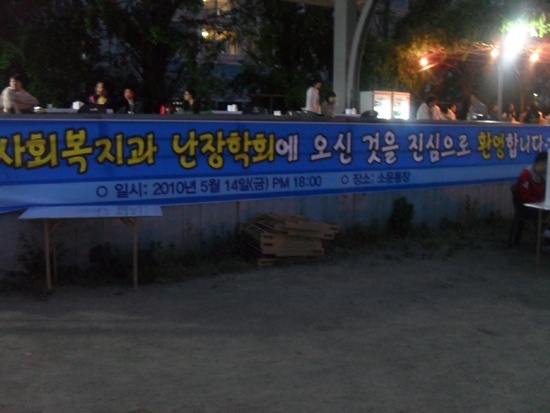 사회복지과 난장학회에 오신 것을 진심으로 환영합니다.
○ 일시: 2010년 5월 14일(금) PM 18:00 ○ 장소: 소운동장